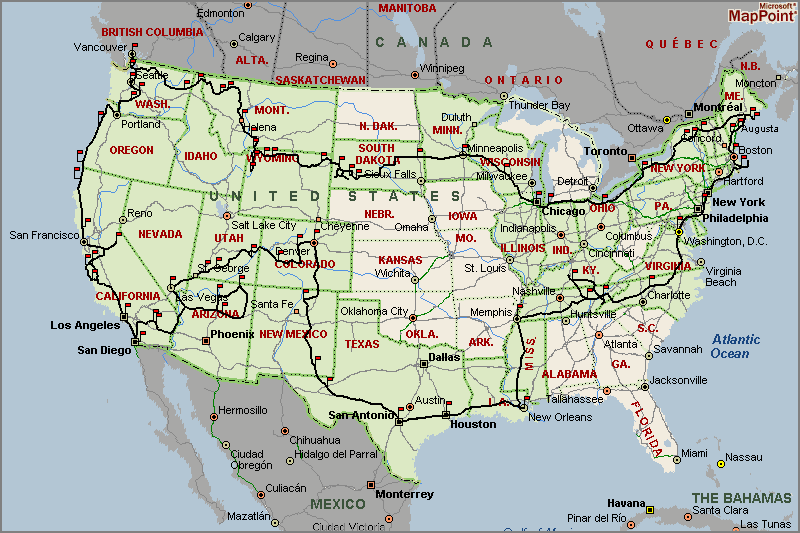 Microsoft®
MapPoint®
MANITOBA
Edmonton
BRITISH COLUMBIA
Calgary
Vancouver
C A N A D A
QUÉBEC
ALTA.
Regina
Winnipeg
N.B.
SASKATCHEWAN
ONTARIO
Moncton
Seattle
ME.
WASH.
MONT.
Thunder Bay
Montréal
Portland
Helena
N. DAK.
Duluth
MINN.
Ottawa
Augusta
OREGON
IDAHO
WYOMING
SOUTH
DAKOTA
Minneapolis
WISCONSIN
Toronto
Concord
Boston
Sioux Falls
Milwaukee
Detroit
NEW YORK
Hartford
UNITED STATES
Chicago
New York
Reno
NEBR.
IOWA
OHIO
PA.
Philadelphia
San Francisco
NEVADA
Salt Lake City
Cheyenne
Omaha
Indianapolis
Columbus
Washington, D.C.
UTAH
Denver
MO.
ILLINOIS
IND.
Cincinnati
St. George
COLORADO
KANSAS
Wichita
St. Louis
KY.
VIRGINIA
Virginia
Beach
CALIFORNIA
Las Vegas
Nashville
Charlotte
Los Angeles
ARIZONA
Santa Fe
Oklahoma City
Memphis
Huntsville
San Diego
Phoenix
NEW MEXICO
TEXAS
OKLA.
ARK.
MISS.
Atlanta
S.C.
Atlantic
Ocean
Dallas
ALABAMA
GA.
Savannah
Jacksonville
Hermosillo
Austin
LA.
Tallahassee
San Antonio
Houston
New Orleans
FLORIDA
Chihuahua
Ciudad
Obregón
Hidalgo del Parral
Miami
Nassau
Culiacán
Monterrey
MEXICO
Havana
THE BAHAMAS
Mazatlán
Ciudad Victoria
Pinar del Río
Santa Clara
Las Tunas
Gulf of Mexico